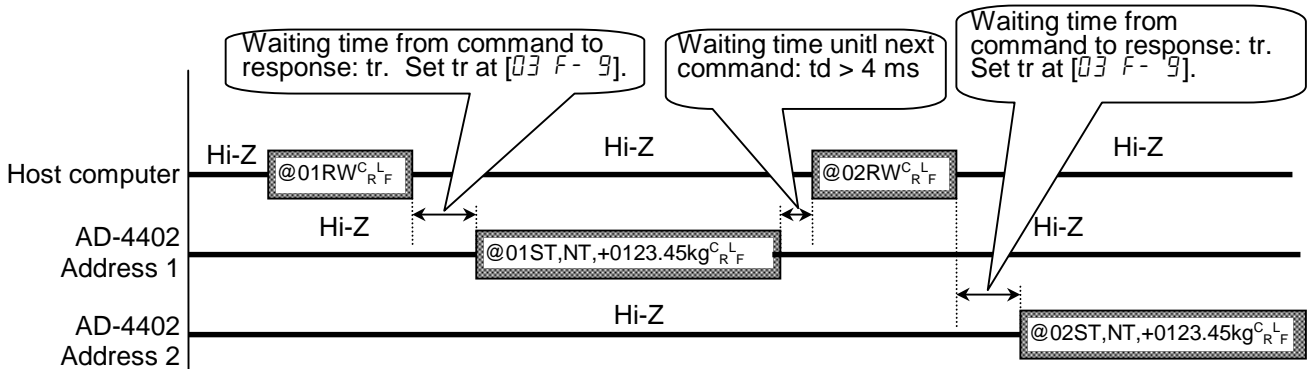 Waiting time from command to
response: tr. Set tr at [03 F- 9].
Waiting time unitl next
command: td > 4 ms
Waiting time from
command to response: tr.
Set tr at [03 F- 9].
Host computer
Hi-Z
@01RWCRLF
Hi-Z
@02RWCRLF
Hi-Z
AD-4402
Address 1
Hi-Z
@01ST,NT,+0123.45kgCRLF
Hi-Z
AD-4402
Address 2
Hi-Z
@02ST,NT,+0123.45kgCRLF